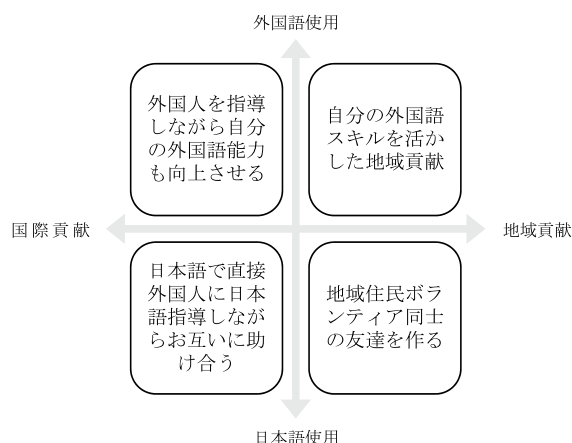 外国語使用
外国人を指導
しながら自分
の外国語能力
も向上させる
自分の外国語
スキルを活か
した地域貢献
国際貢献
地域貢献
日本語で直接
外国人に日本
語指導しなが
らお互いに助
け合う
地域住民ボラ
ンティア同士
の友達を作る
日本語使用